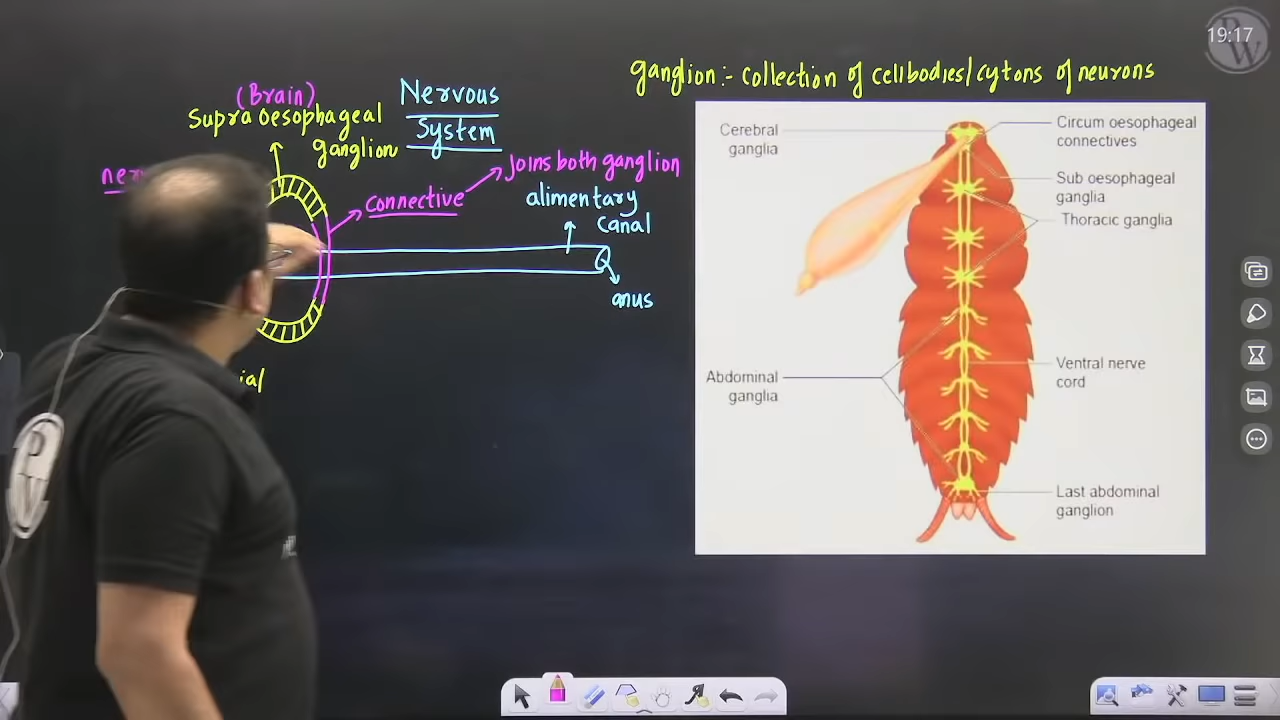 19:17
PW
ganglion:- collection of cellbodies/cytons of neurons
(Brain)
Supra oesophageal
ganglion
Nervous
System
connective
Joins both ganglion
alimentary
canal
anus
Cerebral
ganglia
Circum oesophageal
connectives
Sub oesophageal
ganglia
Thoracic ganglia
Abdominal
ganglia
Ventral nerve
cord
Last abdominal
ganglion